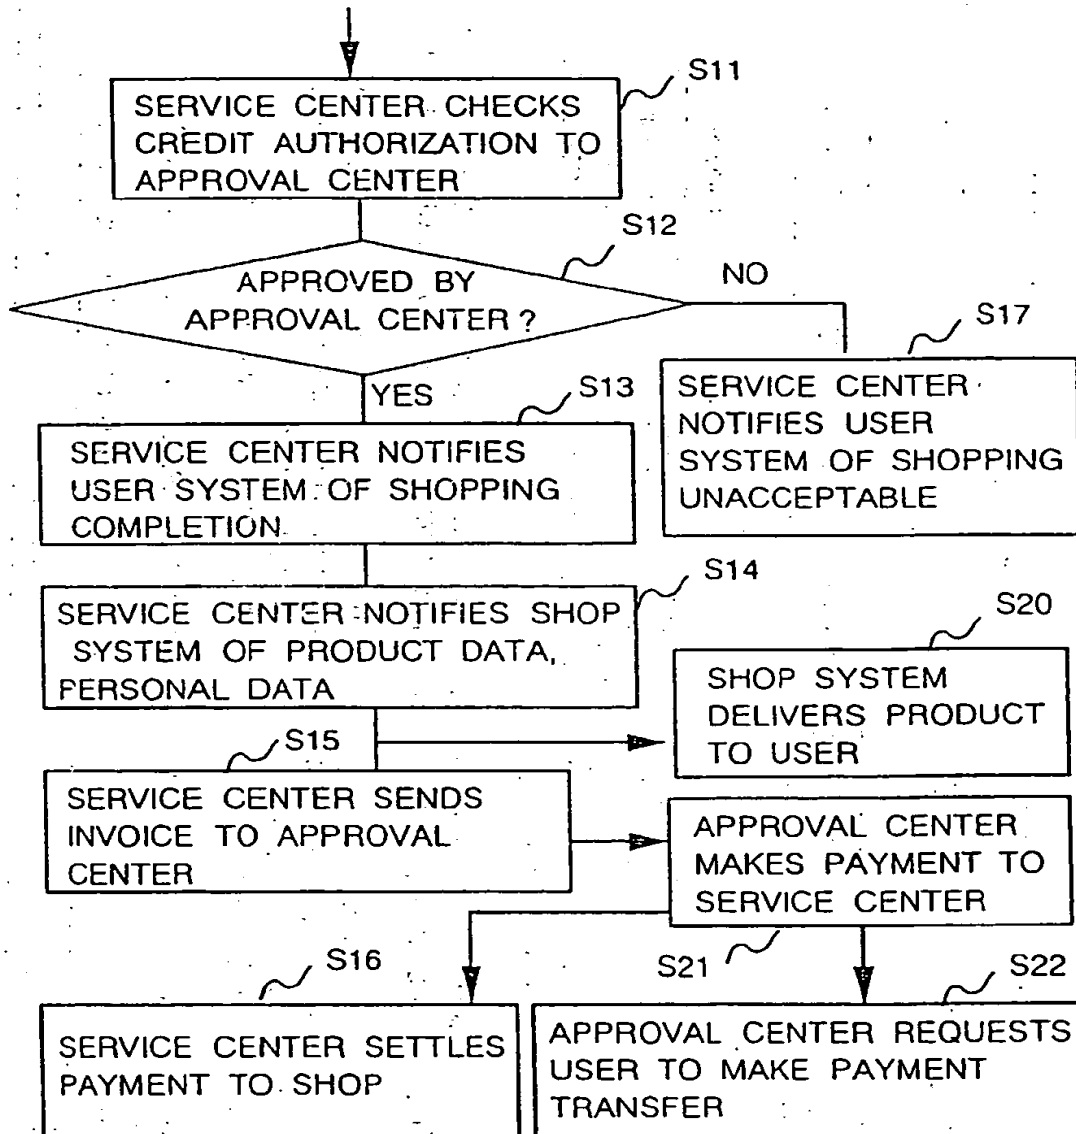 S11
SERVICE CENTER CHECKS
CREDIT AUTHORIZATION TO
APPROVAL CENTER
S12
APPROVED BY
APPROVAL CENTER ?
NO
YES
S17
SERVICE CENTER
NOTIFIES USER
SYSTEM OF SHOPPING
UNACCEPTABLE
S13
SERVICE CENTER NOTIFIES
USER SYSTEM OF SHOPPING
COMPLETION
S14
SERVICE CENTER NOTIFIES SHOP
SYSTEM OF PRODUCT DATA,
PERSONAL DATA
S20
SHOP SYSTEM
DELIVERS PRODUCT
TO USER
S15
SERVICE CENTER SENDS
INVOICE TO APPROVAL
CENTER
APPROVAL CENTER
MAKES PAYMENT TO
SERVICE CENTER
S21
S16
SERVICE CENTER SETTLES
PAYMENT TO SHOP
S22
APPROVAL CENTER REQUESTS
USER TO MAKE PAYMENT
TRANSFER